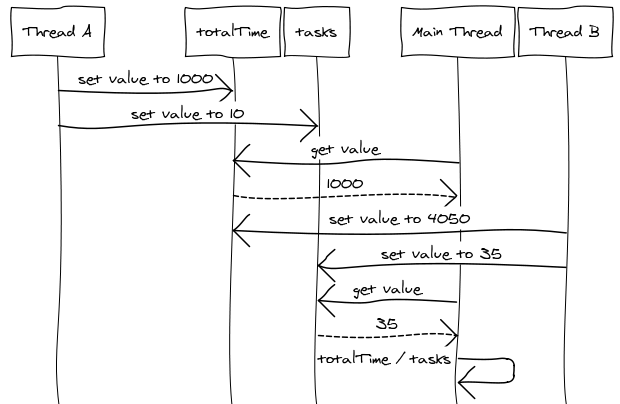 Thread A
totalTime
tasks
Main Thread
Thread B
set value to 1000
set value to 10
get value
1000
set value to 4050
set value to 35
get value
35
totalTime / tasks